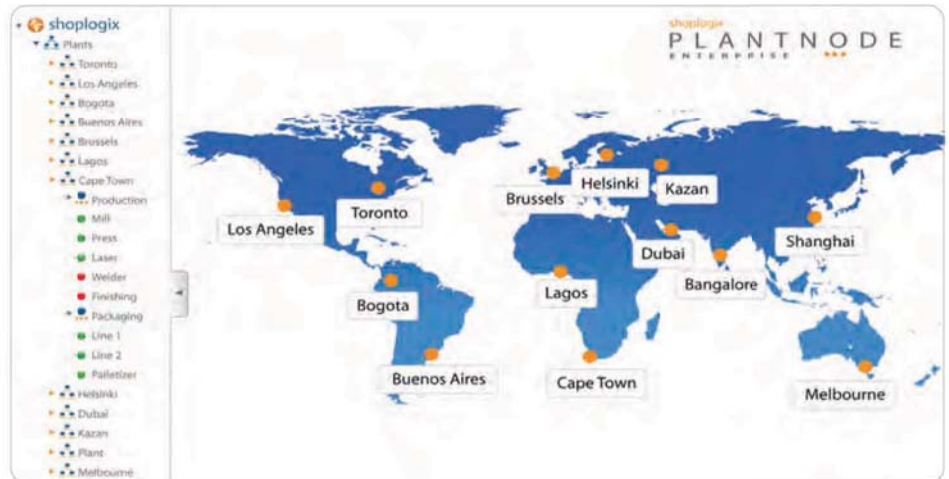 shoplogix
Plants
Toronto
Los Angeles
Bogota
Buenos Aires
Brussels
Lagos
Cape Town
Production
Mill
Press
Laser
Welder
Finishing
Packaging
Line 1
Line 2
Palletizer
Helsinki
Dubai
Kazan
Plant
Melbourne
shoplogix
PLANTNODE
ENTERPRISE
Helsinki
Kazan
Brussels
Toronto
Los Angeles
Shanghai
Dubai
Bangalore
Lagos
Bogota
Buenos Aires
Cape Town
Melbourne